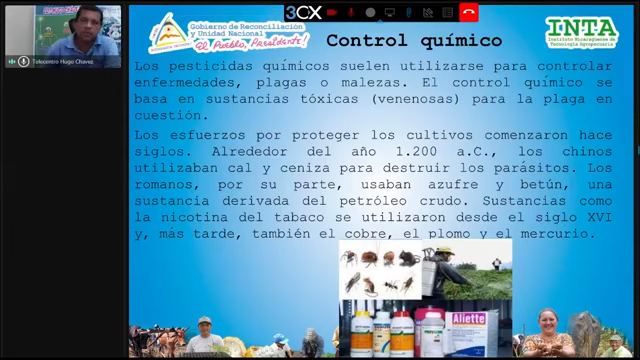 3CX
Gobierno de Reconciliación
y Unidad Nacional
El Pueblo, Presidente!
INTA
Instituto Nicaragüense de
Tecnología Agropecuaria
Control químico
Telecentro Hugo Chavez
Los pesticidas químicos suelen utilizarse para controlar
enfermedades, plagas o malezas. El control químico se
basa en sustancias tóxicas (venenosas) para la plaga en
cuestión.
Los esfuerzos por proteger los cultivos comenzaron hace
siglos. Alrededor del año 1.200 a.C., los chinos
utilizaban cal y ceniza para destruir los parásitos. Los
romanos, por su parte, usaban azufre y betún, una
sustancia derivada del petróleo crudo. Sustancias como
la nicotina del tabaco se utilizaron desde el siglo XVI
y, más tarde, también el cobre, el plomo y el mercurio.
Aliette